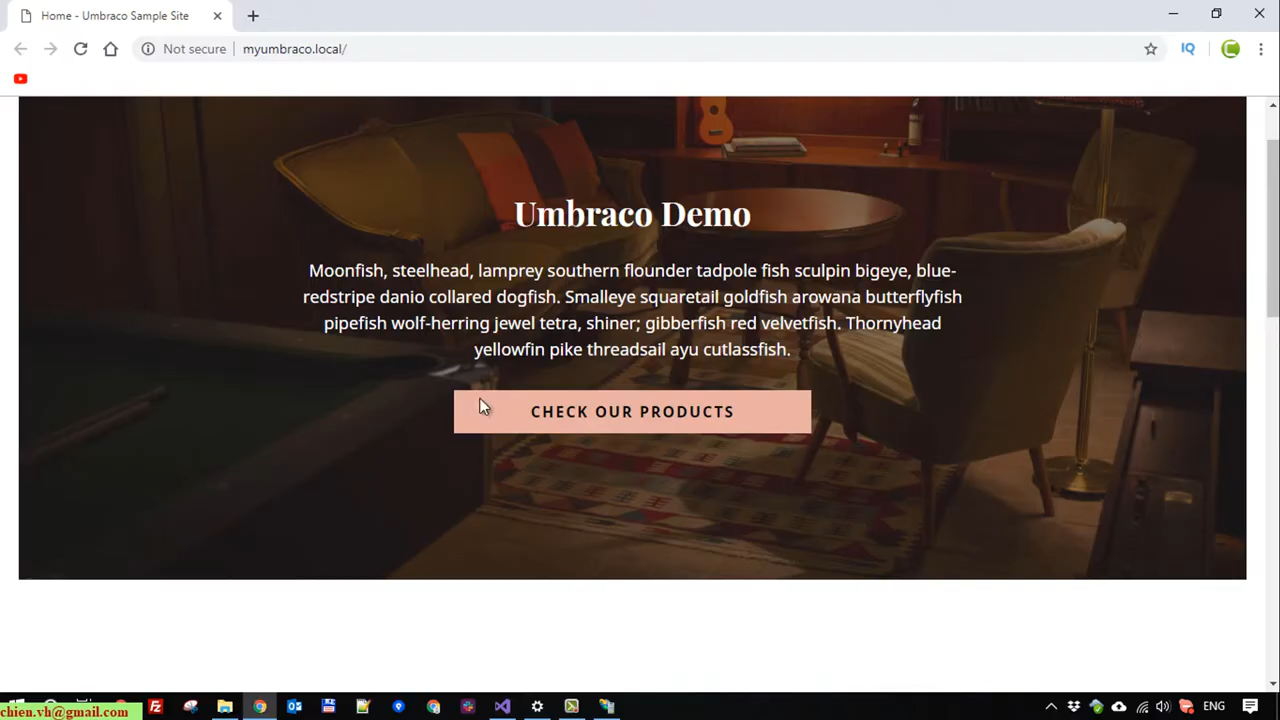 Home - Umbraco Sample Site
Not secure
myumbraco.local/
IQ
Umbraco Demo
Moonfish, steelhead, lamprey southern flounder tadpole fish sculpin bigeye, blue-
redstripe danio collared dogfish. Smalleye squaretail goldfish arowana butterflyfish
pipefish wolf-herring jewel tetra, shiner; gibberfish red velvetfish. Thornyhead
yellowfin pike threadsail ayu cutlassfish.
CHECK OUR PRODUCTS
ENG
chien.vh@gmail.com